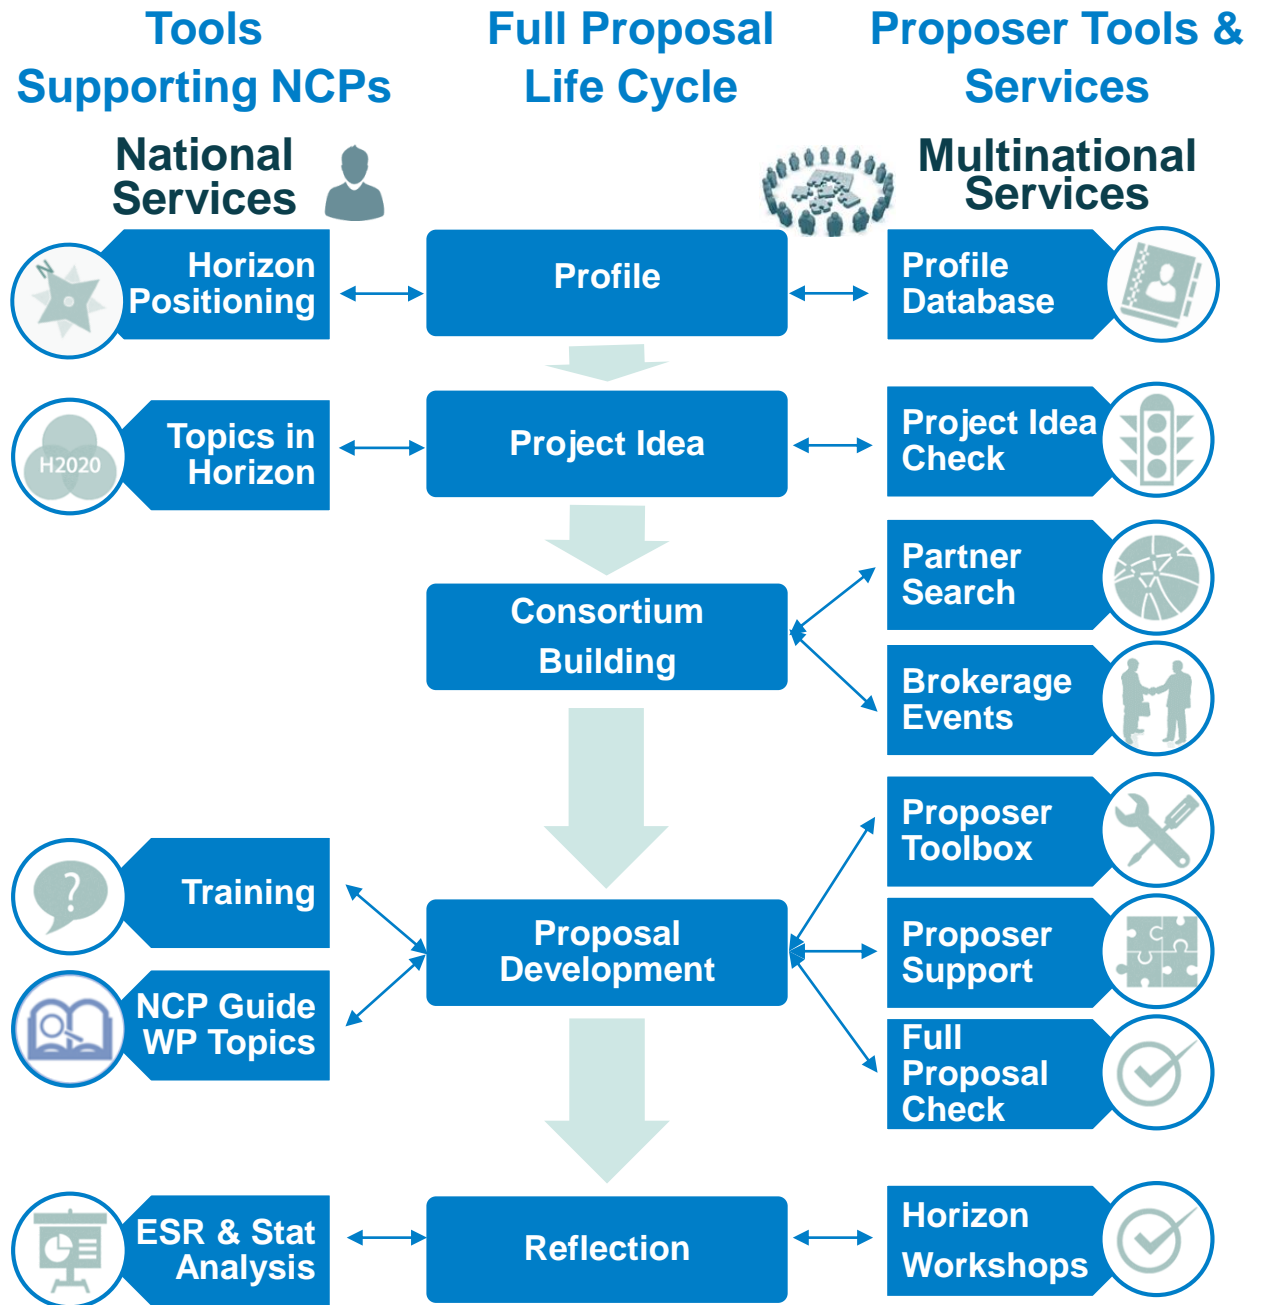 Tools
Supporting NCPs
Full Proposal
Life Cycle
Proposer Tools &
Services
National
Services
Multinational
Services
Horizon
Positioning
N
Profile
Profile
Database
Topics in
Horizon
H2020
Project Idea
Project Idea
Check
Consortium
Building
Partner
Search
Brokerage
Events
Training
?
NCP Guide
WP Topics
Proposal
Development
Proposer
Toolbox
Proposer
Support
Full
Proposal
Check
ESR & Stat
Analysis
Reflection
Horizon
Workshops